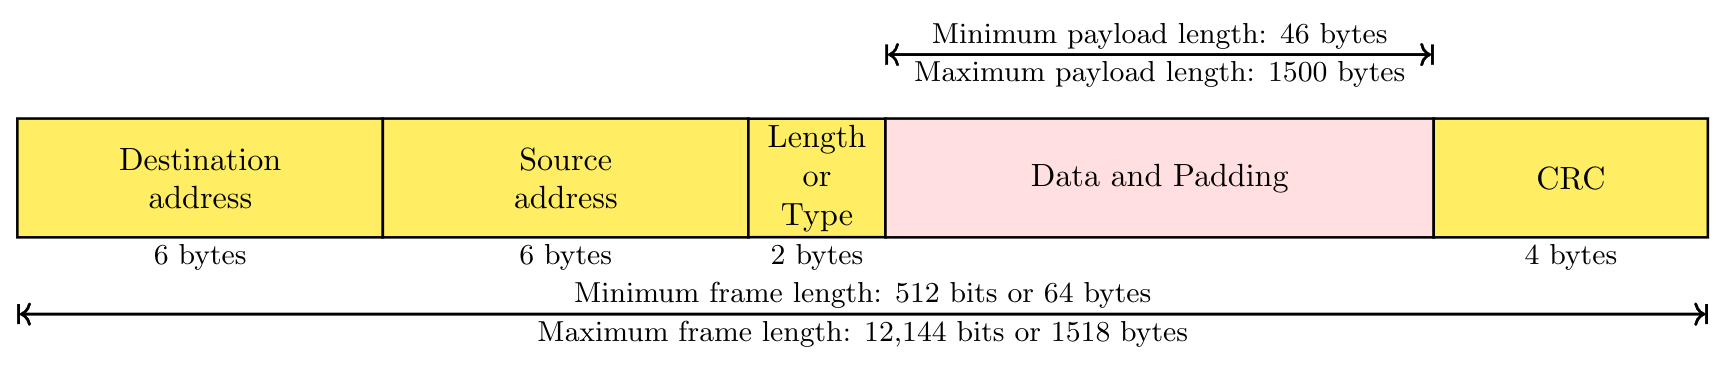 Minimum payload length: 46 bytes
Maximum payload length: 1500 bytes
Destination
address
Source
address
Length
or
Type
Data and Padding
CRC
6 bytes
6 bytes
2 bytes
4 bytes
Minimum frame length: 512 bits or 64 bytes
Maximum frame length: 12,144 bits or 1518 bytes